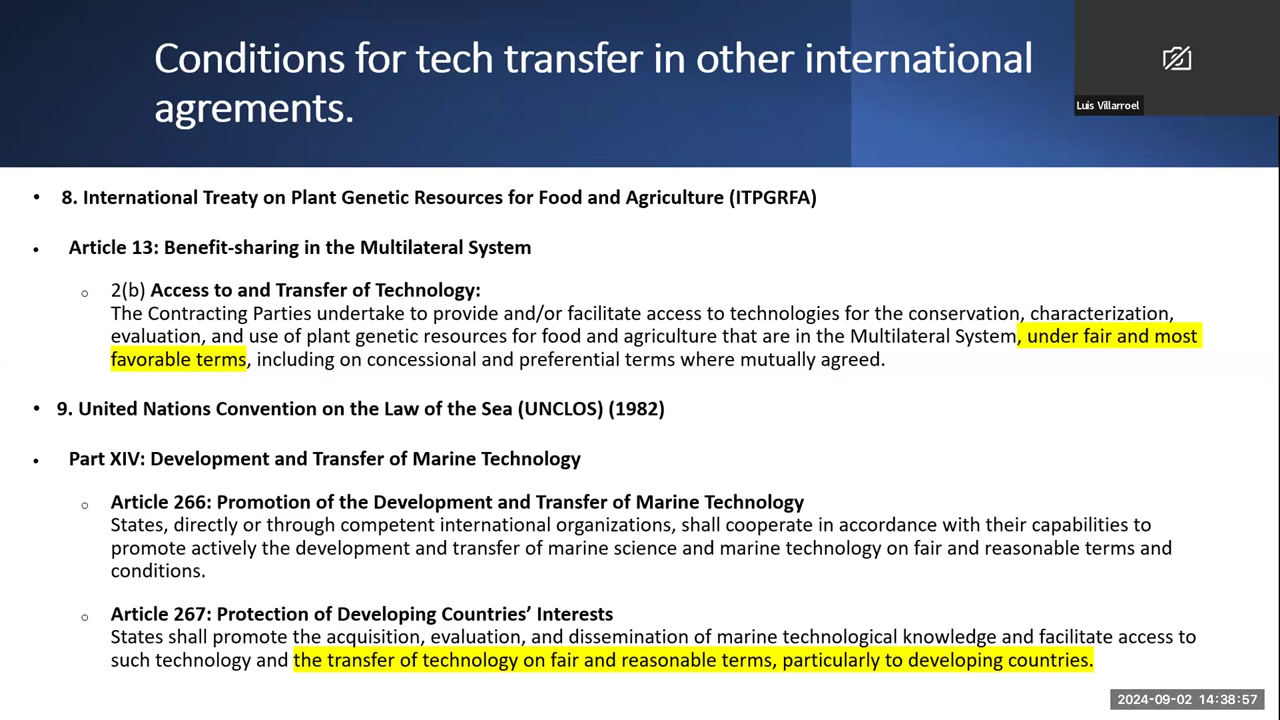 Conditions for tech transfer in other international
agrements.
Luis Villarroel
• 8. International Treaty on Plant Genetic Resources for Food and Agriculture (ITPGRFA)
• Article 13: Benefit-sharing in the Multilateral System
○ 2(b) Access to and Transfer of Technology:
The Contracting Parties undertake to provide and/or facilitate access to technologies for the conservation, characterization,
evaluation, and use of plant genetic resources for food and agriculture that are in the Multilateral System, under fair and most
favorable terms, including on concessional and preferential terms where mutually agreed.
• 9. United Nations Convention on the Law of the Sea (UNCLOS) (1982)
• Part XIV: Development and Transfer of Marine Technology
○ Article 266: Promotion of the Development and Transfer of Marine Technology
States, directly or through competent international organizations, shall cooperate in accordance with their capabilities to
promote actively the development and transfer of marine science and marine technology on fair and reasonable terms and
conditions.
○ Article 267: Protection of Developing Countries’ Interests
States shall promote the acquisition, evaluation, and dissemination of marine technological knowledge and facilitate access to
such technology and the transfer of technology on fair and reasonable terms, particularly to developing countries.
2024-09-02 14:38:57